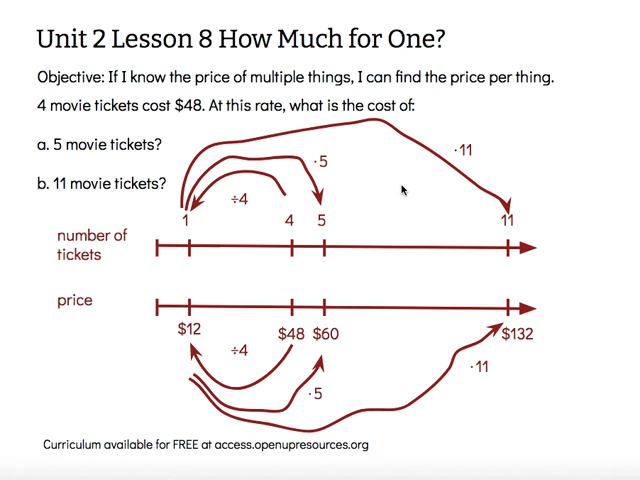 Unit 2 Lesson 8 How Much for One?
Objective: If I know the price of multiple things, I can find the price per thing.
4 movie tickets cost $48. At this rate, what is the cost of:
a. 5 movie tickets?
·11
·5
b. 11 movie tickets?
÷4
1 4 5 11
number of
tickets
price
$12 $48 $60 $132
÷4
·11
·5
Curriculum available for FREE at access.openupresources.org